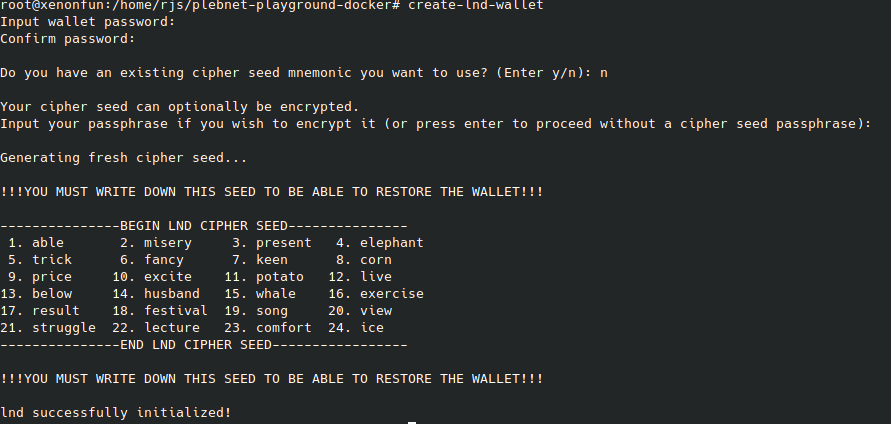 root@xenonfun:/home/rjs/plebnet-playground-docker# create-lnd-wallet
Input wallet password:
Confirm password:
Do you have an existing cipher seed mnemonic you want to use? (Enter y/n): n
Your cipher seed can optionally be encrypted.
Input your passphrase if you wish to encrypt it (or press enter to proceed without a cipher seed passphrase):
Generating fresh cipher seed...
!!!YOU MUST WRITE DOWN THIS SEED TO BE ABLE TO RESTORE THE WALLET!!!
---------------BEGIN LND CIPHER SEED---------------
 1. able       2. misery    3. present   4. elephant
 5. trick      6. fancy     7. keen      8. corn
 9. price     10. excite   11. potato   12. live
13. below     14. husband  15. whale    16. exercise
17. result    18. festival 19. song     20. view
21. struggle  22. lecture  23. comfort  24. ice
---------------END LND CIPHER SEED-----------------
!!!YOU MUST WRITE DOWN THIS SEED TO BE ABLE TO RESTORE THE WALLET!!!
lnd successfully initialized!